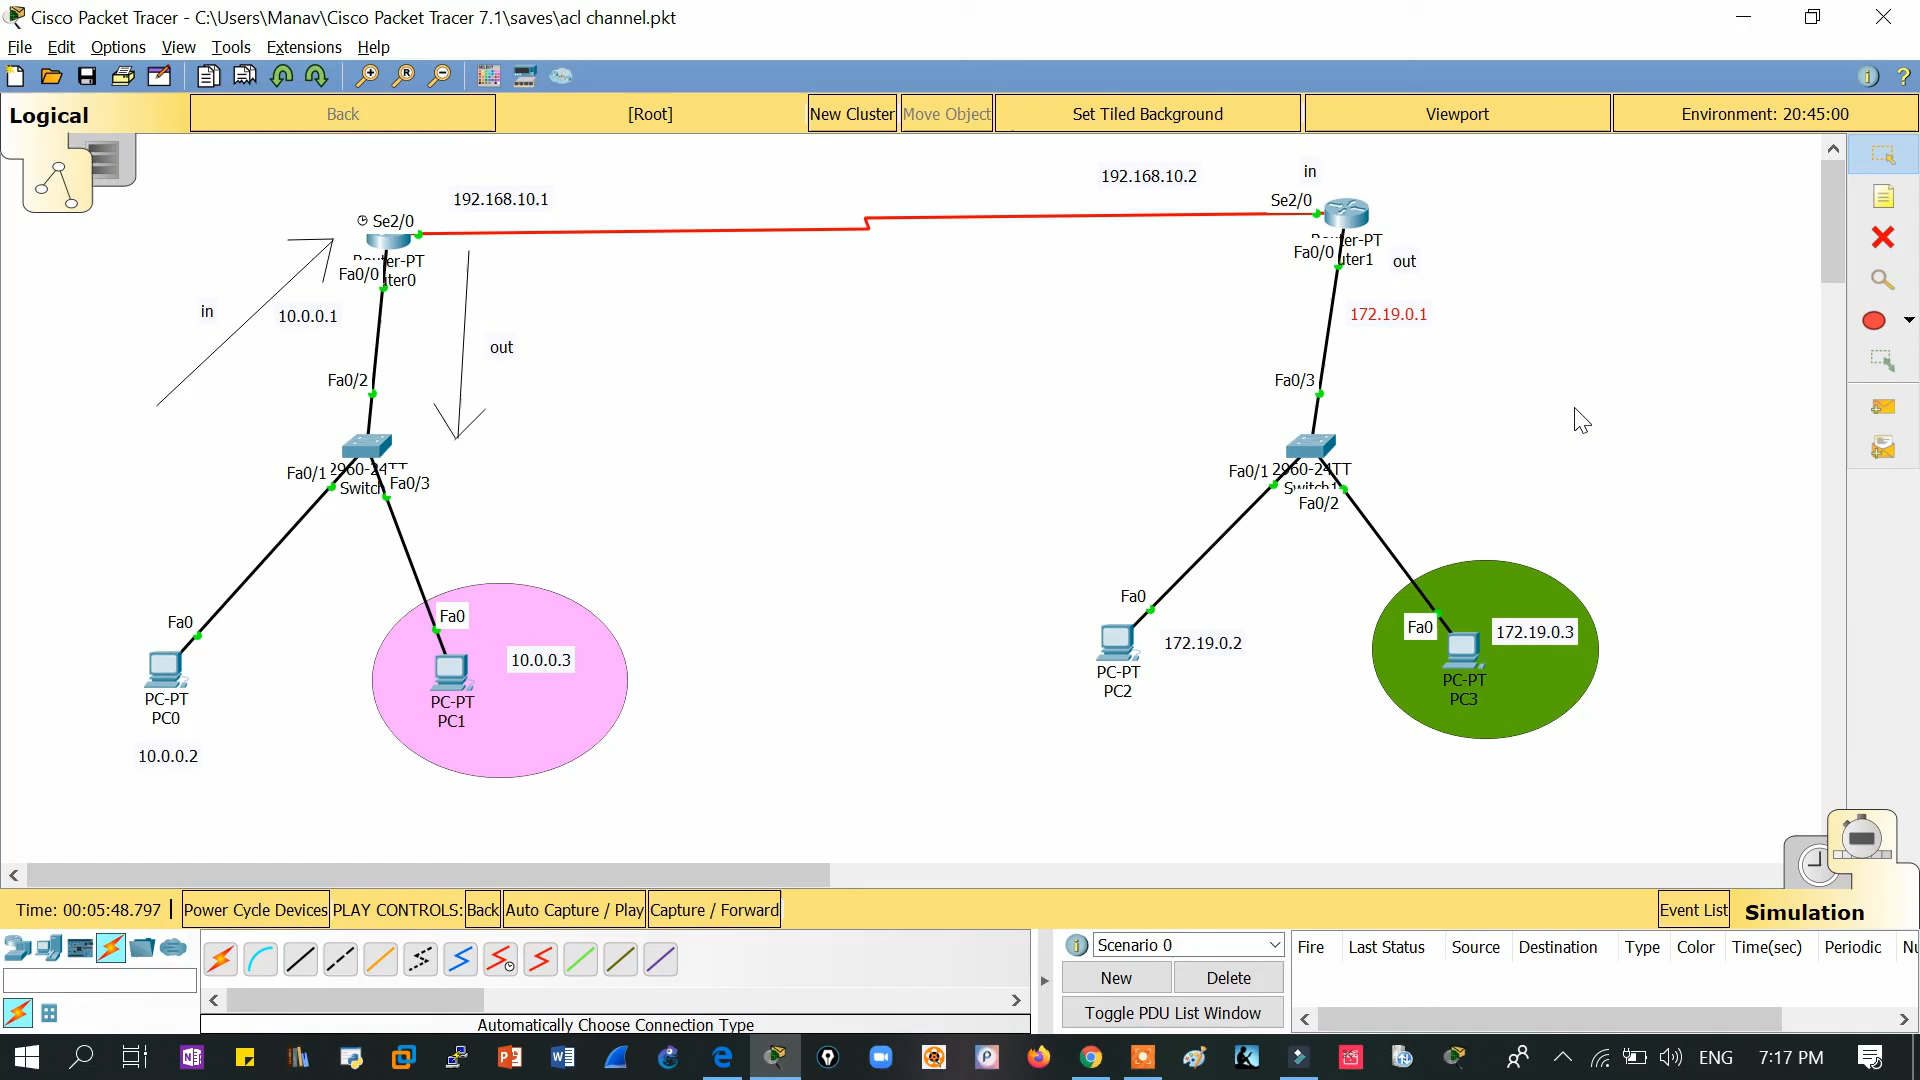 Cisco Packet Tracer - C:\Users\Manav\Cisco Packet Tracer 7.1\saves\acl channel.pkt
File Edit Options View Tools Extensions Help
Logical Back [Root] New Cluster Move Object Set Tiled Background Viewport Environment: 20:45:00
in
192.168.10.2
192.168.10.1
Se2/0
Se2/0
Fa0/0
Fa0/0
out
in
10.0.0.1
172.19.0.1
out
Fa0/2
Fa0/3
Fa0/1
Fa0/3
Fa0/1
2960-24TT
Fa0/2
Fa0
Fa0
Fa0
Fa0
10.0.0.3
172.19.0.2
172.19.0.3
PC-PT
PC0
10.0.0.2
PC-PT
PC1
PC-PT
PC2
PC-PT
PC3
Time: 00:05:48.797 Power Cycle Devices PLAY CONTROLS: Back Auto Capture / Play Capture / Forward Event List Simulation
Scenario 0
Fire Last Status Source Destination Type Color Time(sec) Periodic
New Delete
Toggle PDU List Window
Automatically Choose Connection Type
ENG 7:17 PM